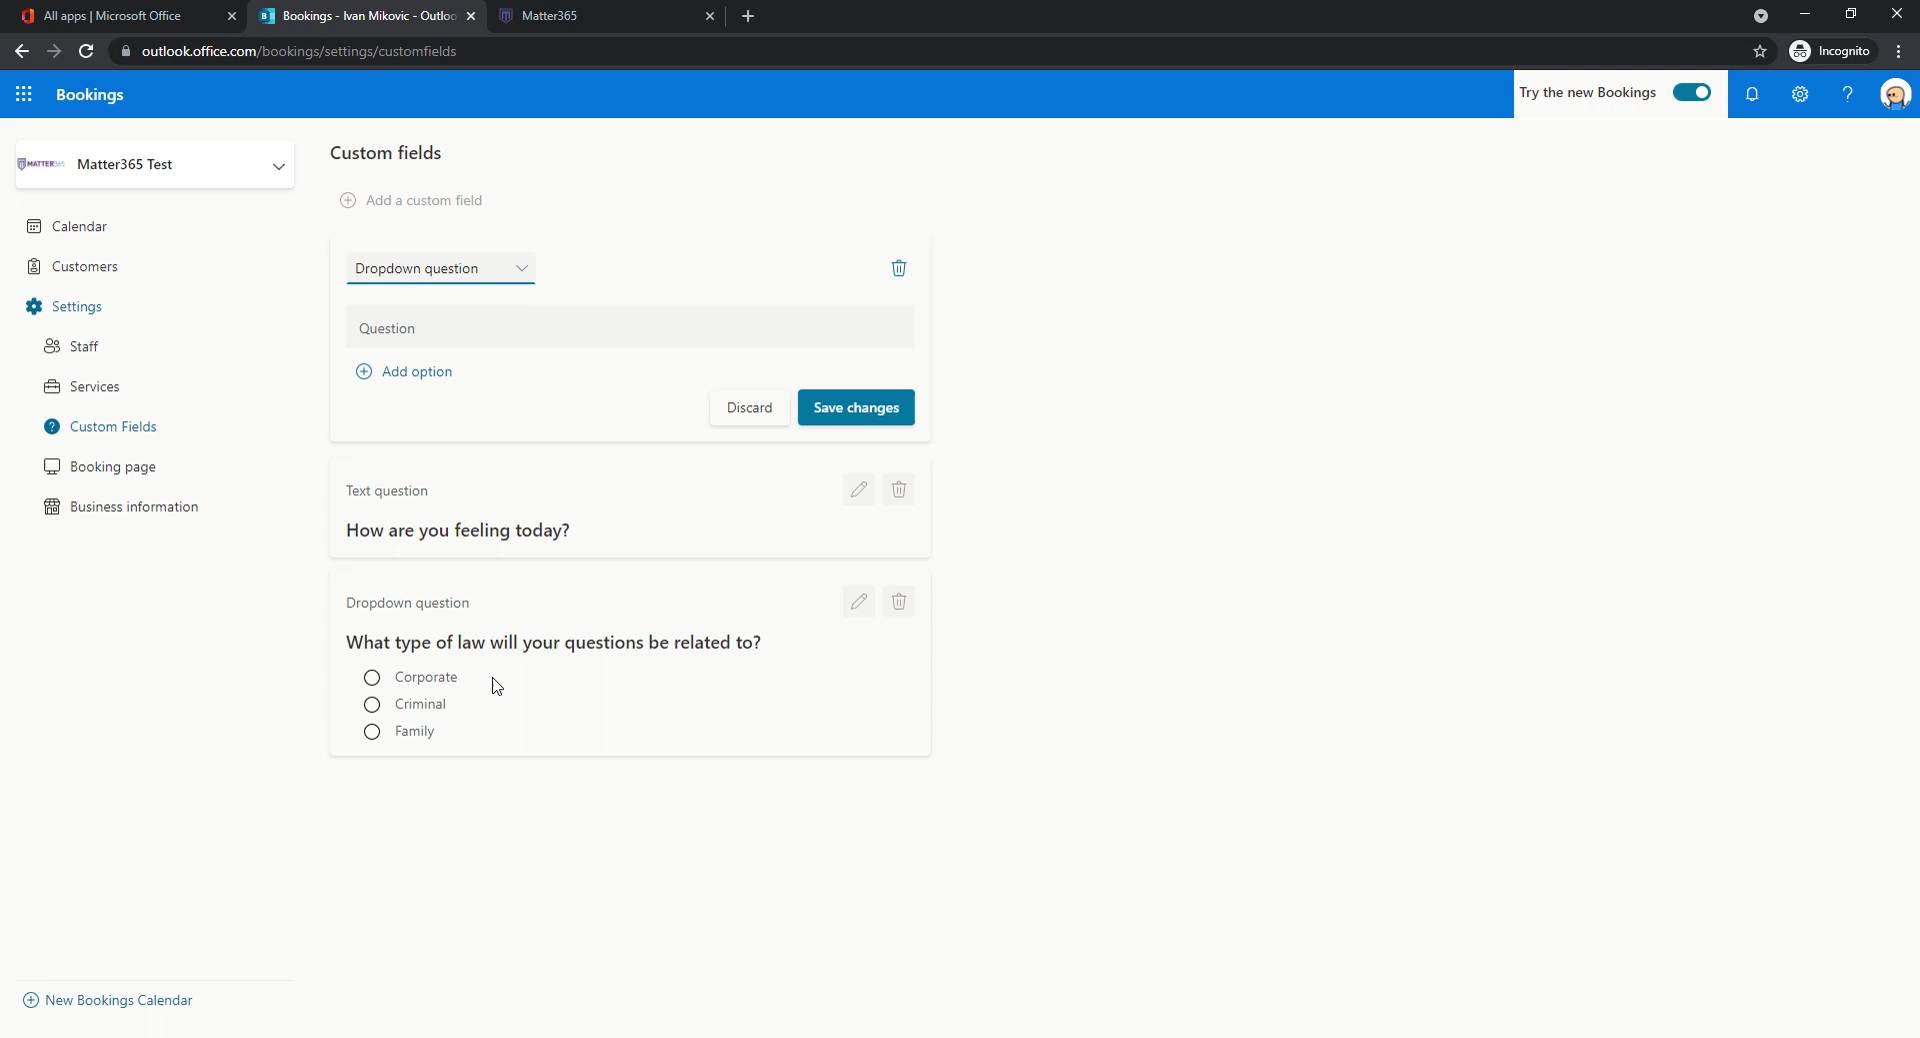 All apps | Microsoft Office
Bookings - Ivan Mikovic - Outloo
Matter365
outlook.office.com/bookings/settings/customfields
Incognito
Bookings
Try the new Bookings
MATTER365
Matter365 Test
Calendar
Customers
Settings
Staff
Services
Custom Fields
Booking page
Business information
New Bookings Calendar
Custom fields
Add a custom field
Dropdown question
Question
Add option
Discard
Save changes
Text question
How are you feeling today?
Dropdown question
What type of law will your questions be related to?
Corporate
Criminal
Family